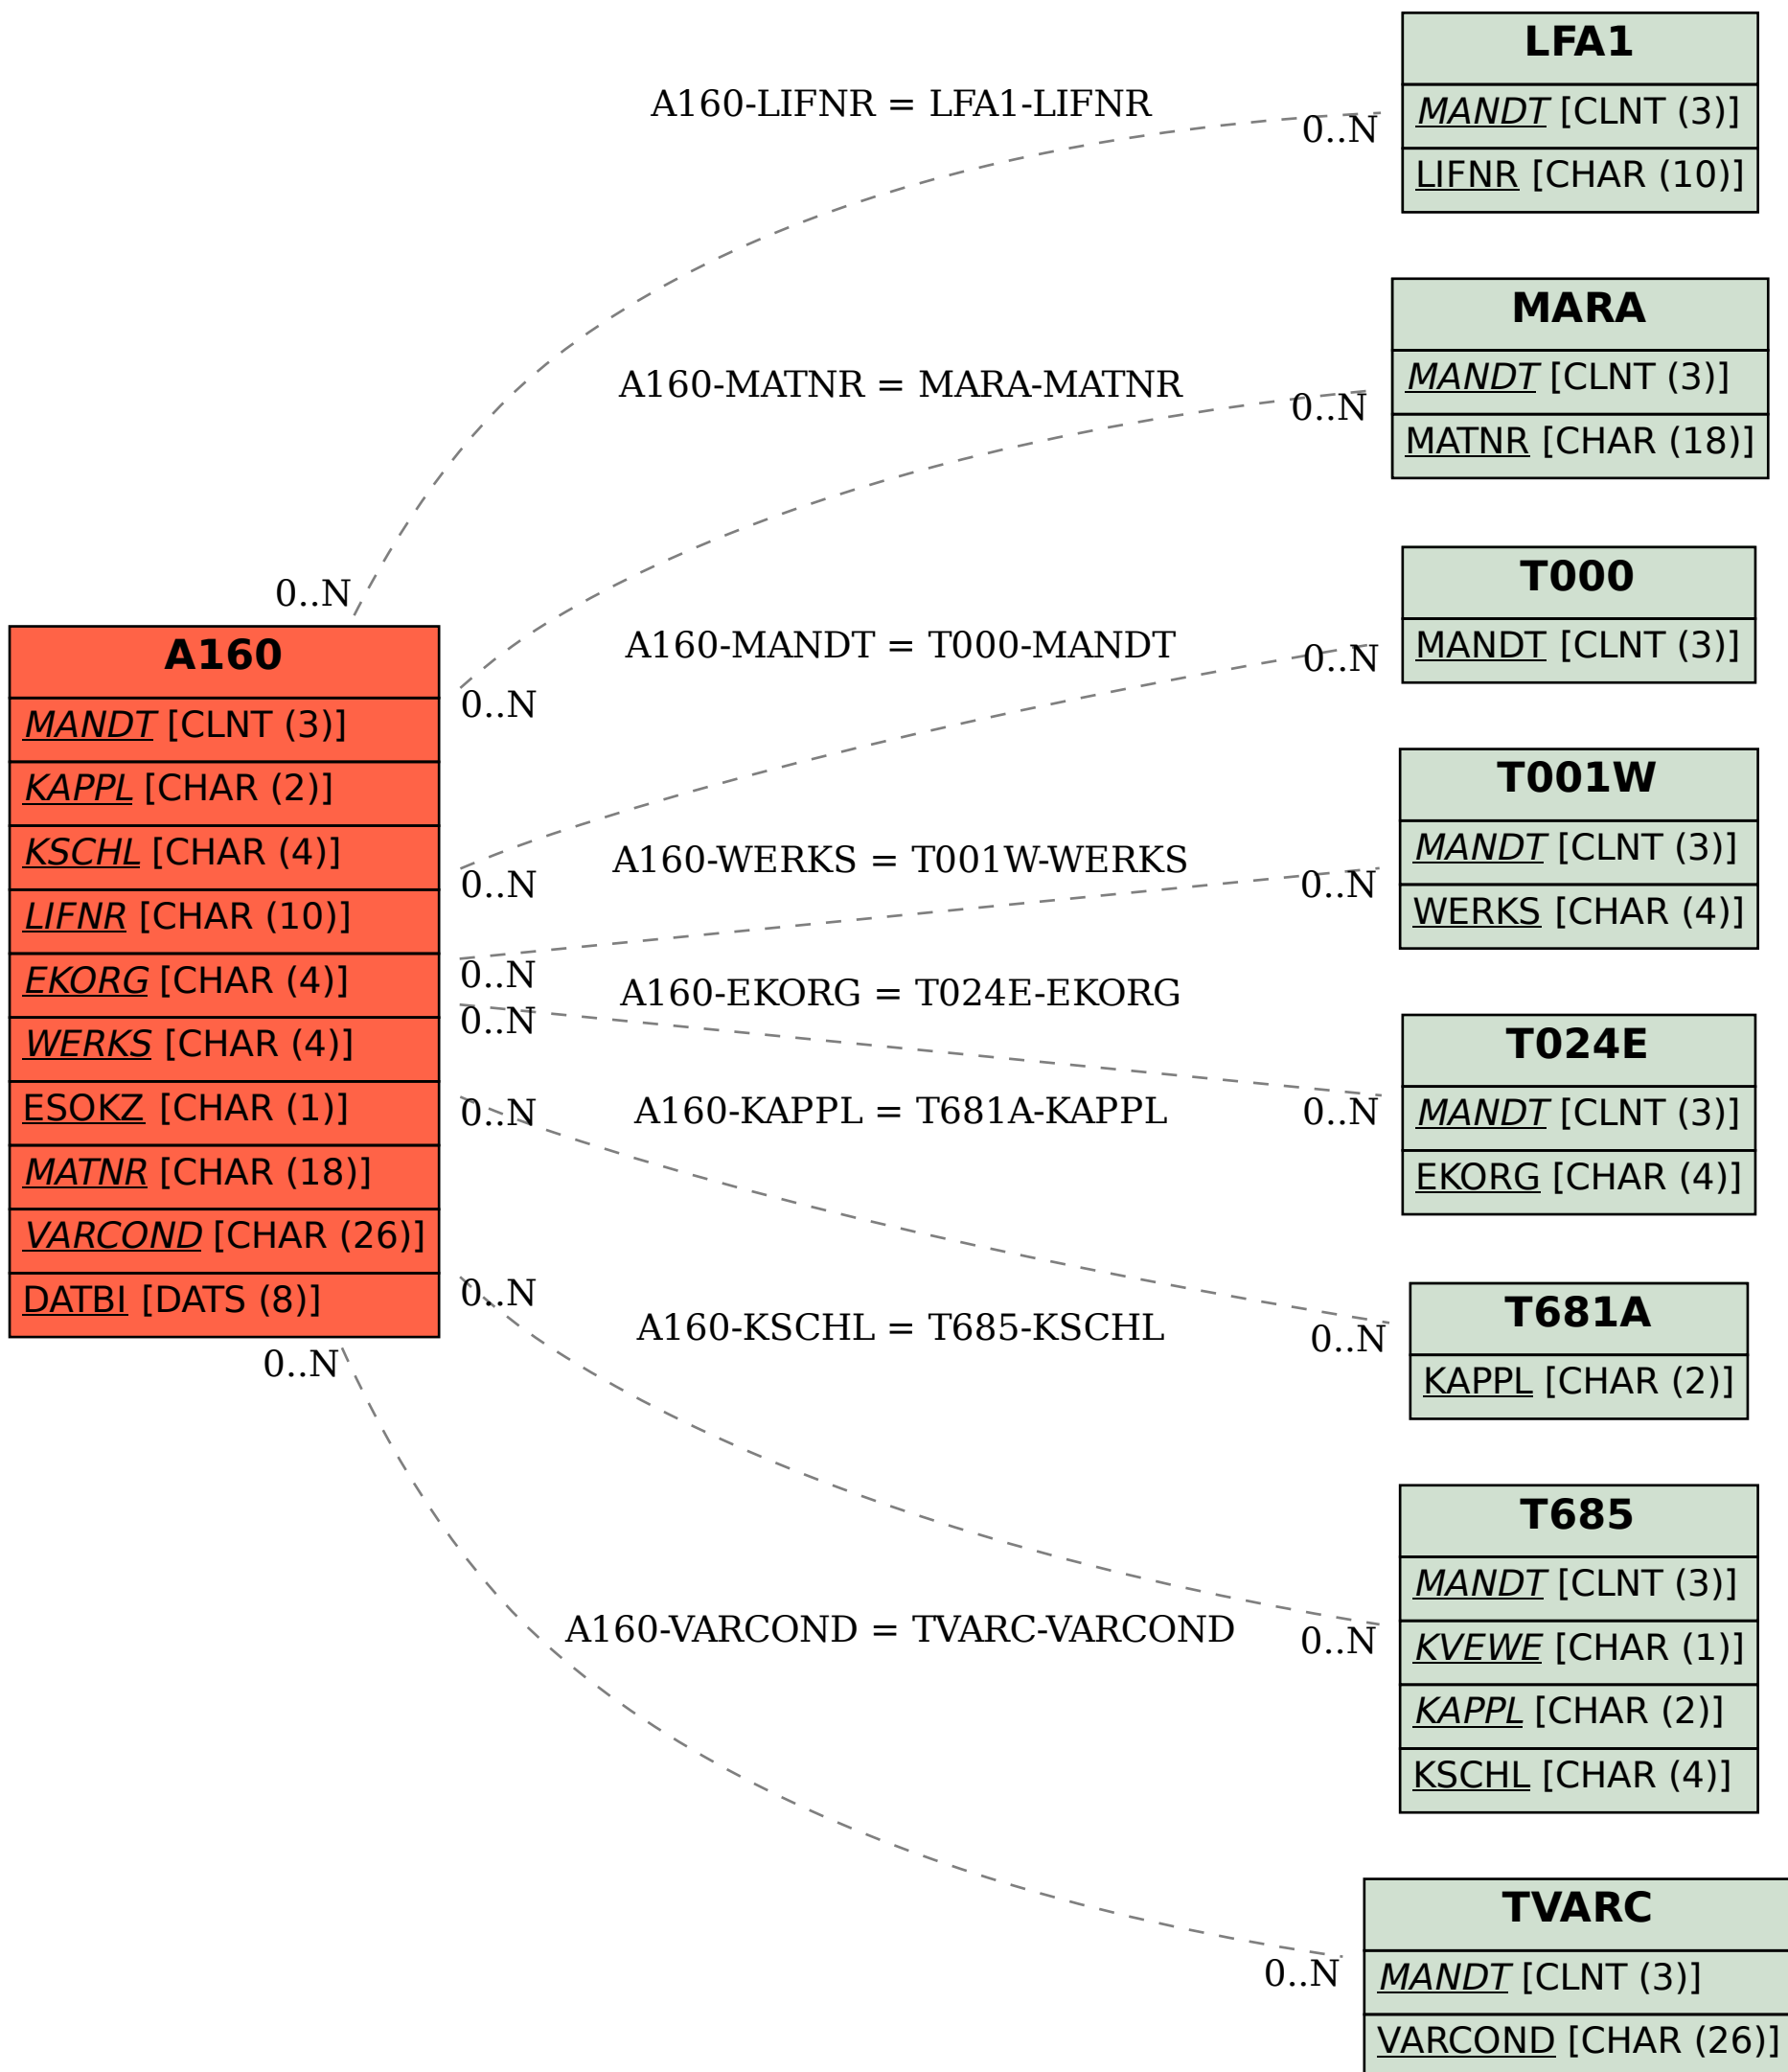 LFA1
MANDT [CLNT (3)]
LIFNR [CHAR (10)]
A160-LIFNR = LFA1-LIFNR
0..N
0..N
MARA
MANDT [CLNT (3)]
MATNR [CHAR (18)]
A160-MATNR = MARA-MATNR
0..N
0..N
T000
MANDT [CLNT (3)]
A160-MANDT = T000-MANDT
0..N
0..N
A160
MANDT [CLNT (3)]
KAPPL [CHAR (2)]
KSCHL [CHAR (4)]
LIFNR [CHAR (10)]
EKORG [CHAR (4)]
WERKS [CHAR (4)]
ESOKZ [CHAR (1)]
MATNR [CHAR (18)]
VARCOND [CHAR (26)]
DATBI [DATS (8)]
T001W
MANDT [CLNT (3)]
WERKS [CHAR (4)]
A160-WERKS = T001W-WERKS
0..N
0..N
T024E
MANDT [CLNT (3)]
EKORG [CHAR (4)]
A160-EKORG = T024E-EKORG
0..N
0..N
T681A
KAPPL [CHAR (2)]
A160-KAPPL = T681A-KAPPL
0..N
0..N
T685
MANDT [CLNT (3)]
KVEWE [CHAR (1)]
KAPPL [CHAR (2)]
KSCHL [CHAR (4)]
A160-KSCHL = T685-KSCHL
0..N
0..N
TVARC
MANDT [CLNT (3)]
VARCOND [CHAR (26)]
A160-VARCOND = TVARC-VARCOND
0..N
0..N